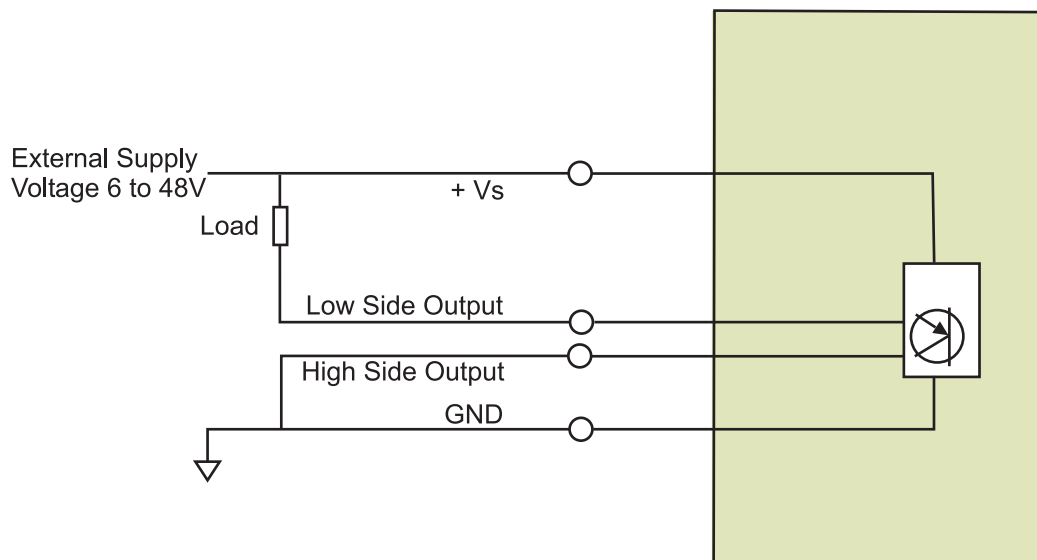 External Supply
Voltage 6 to 48V
+ Vs
Load
Low Side Output
High Side Output
GND